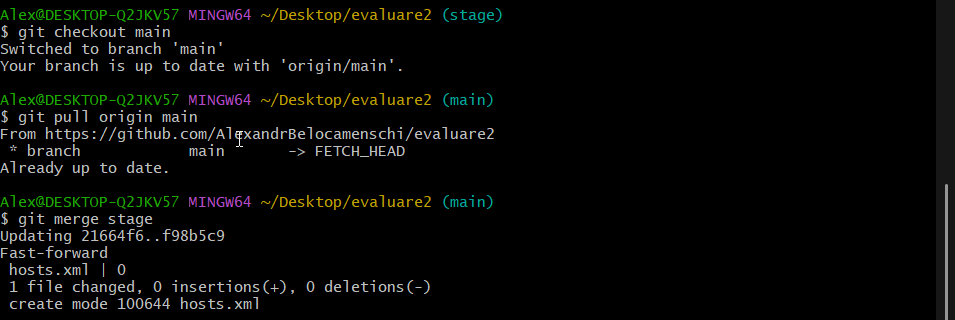 Alex@DESKTOP-Q2JKV57 MINGW64 ~/Desktop/evaluare2 (stage)
$ git checkout main
Switched to branch 'main'
Your branch is up to date with 'origin/main'.
Alex@DESKTOP-Q2JKV57 MINGW64 ~/Desktop/evaluare2 (main)
$ git pull origin main
From https://github.com/AlexandrBelocamenschi/evaluare2
 * branch            main       -> FETCH_HEAD
Already up to date.
Alex@DESKTOP-Q2JKV57 MINGW64 ~/Desktop/evaluare2 (main)
$ git merge stage
Updating 21664f6..f98b5c9
Fast-forward
 hosts.xml | 0
 1 file changed, 0 insertions(+), 0 deletions(-)
 create mode 100644 hosts.xml